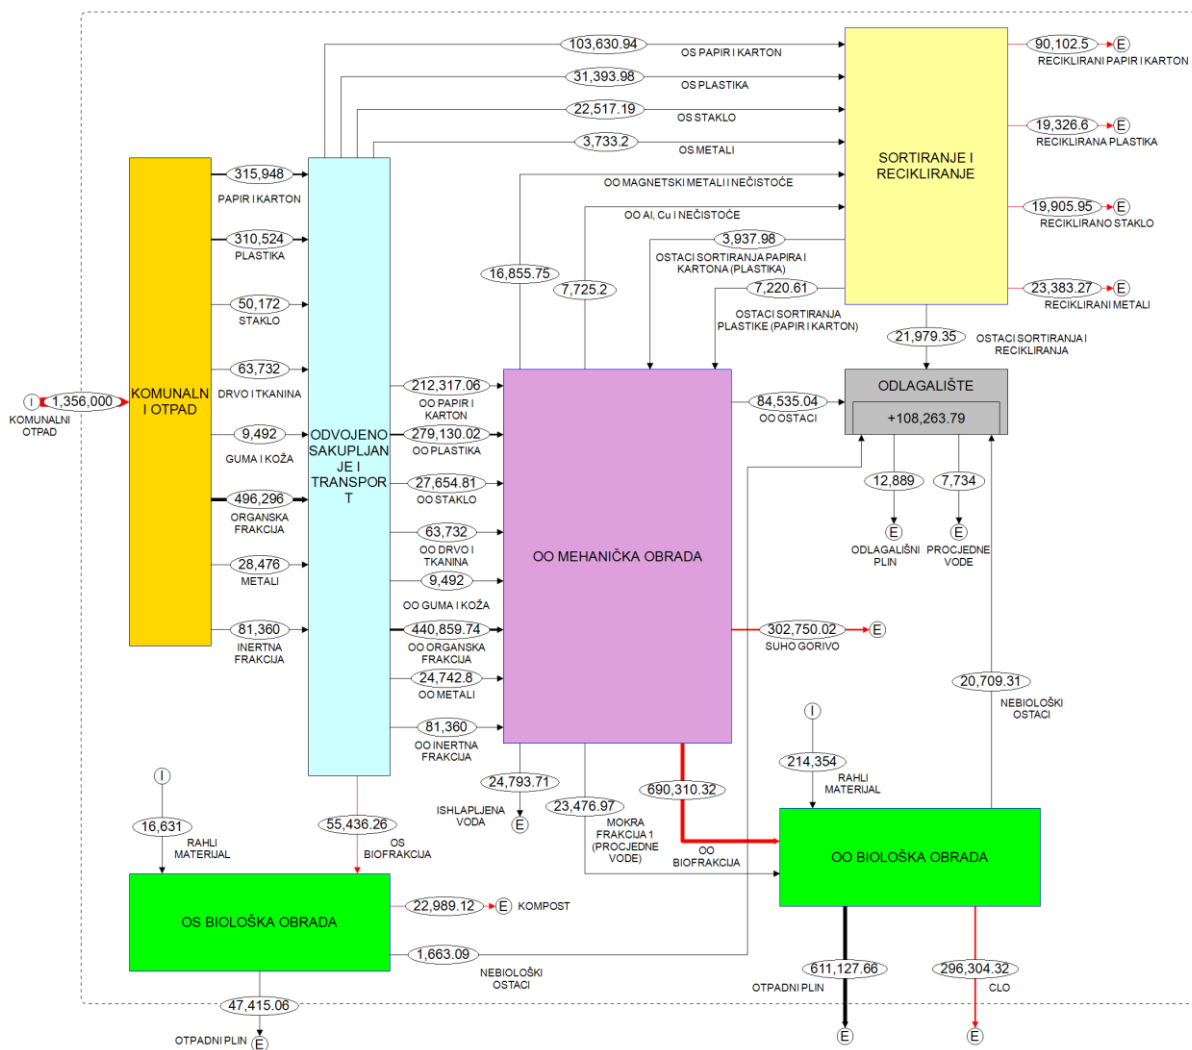 103,630.94
OS PAPIR I KARTON
90,102.5
E
RECIKLIRANI PAPIR I KARTON
31,393.98
OS PLASTIKA
22,517.19
OS STAKLO
19,326.6
E
RECIKLIRANA PLASTIKA
3,733.2
OS METALI
SORTIRANJE I
RECIKLIRANJE
315,948
PAPIR I KARTON
OO MAGNETSKI METALI I NEČISTOĆE
16,855.75
OO Al, Cu I NEČISTOĆE
7,725.2
19,905.95
E
RECIKLIRANO STAKLO
310,524
PLASTIKA
3,937.98
OSTACI SORTIRANJA PAPIRA I
KARTONA (PLASTIKA)
7,220.61
OSTACI SORTIRANJA
PLASTIKE (PAPIR I KARTON)
23,383.27
E
RECIKLIRANI METALI
50,172
STAKLO
21,979.35
OSTACI SORTIRANJA I
RECIKLIRANJA
63,732
DRVO I TKANINA
I
1,356,000
KOMUNALNI
OTPAD
KOMUNALN
I OTPAD
212,317.06
OO PAPIR I
KARTON
84,535.04
OO OSTACI
ODLAGALIŠTE
+108,263.79
9,492
GUMA I KOŽA
ODVOJENO
SAKUPLJAN
JE I
TRANSPOR
T
279,130.02
OO PLASTIKA
27,654.81
OO STAKLO
12,889
E
ODLAGALIŠNI
PLIN
7,734
E
PROCJEDNE
VODE
496,296
ORGANSKA
FRAKCIJA
63,732
OO DRVO I
TKANINA
OO MEHANIČKA OBRADA
28,476
METALI
9,492
OO GUMA I KOŽA
81,360
INERTNA
FRAKCIJA
440,859.74
OO ORGANSKA
FRAKCIJA
302,750.02
E
SUHO GORIVO
24,742.8
OO METALI
20,709.31
NEBIOLOŠKI
OSTACI
81,360
OO INERTNA
FRAKCIJA
I
214,354
RAHLI
MATERIJAL
24,793.71
ISHLAPLJENA
VODA
E
23,476.97
MOKRA
FRAKCIJA 1
(PROCJEDNE
VODE)
690,310.32
OO
BIOFRAKCIJA
I
16,631
RAHLI
MATERIJAL
55,436.26
OS
BIOFRAKCIJA
OO BIOLOŠKA OBRADA
OS BIOLOŠKA OBRADA
22,989.12
E
KOMPOST
1,663.09
NEBIOLOŠKI
OSTACI
611,127.66
OTPADNI PLIN
E
296,304.32
CLO
E
47,415.06
OTPADNI PLIN
E